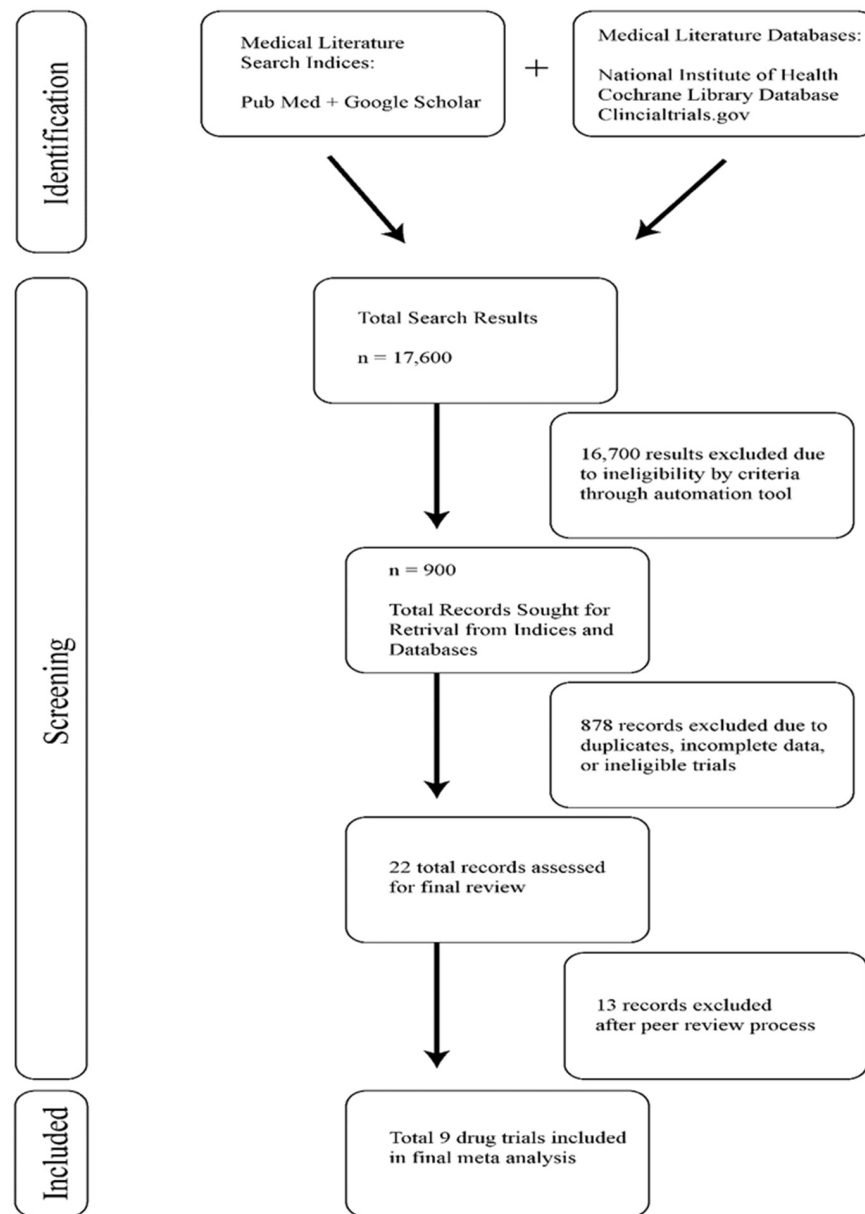 Identification
Medical Literature
Search Indices:
Pub Med + Google Scholar
+
Medical Literature Databases:
National Institute of Health
Cochrane Library Database
Clincialtrials.gov
Screening
Total Search Results
n = 17,600
16,700 results excluded due
to ineligibility by criteria
through automation tool
n = 900
Total Records Sought for
Retrival from Indices and
Databases
878 records excluded due to
duplicates, incomplete data,
or ineligible trials
22 total records assessed
for final review
13 records excluded
after peer review process
Included
Total 9 drug trials included
in final meta analysis